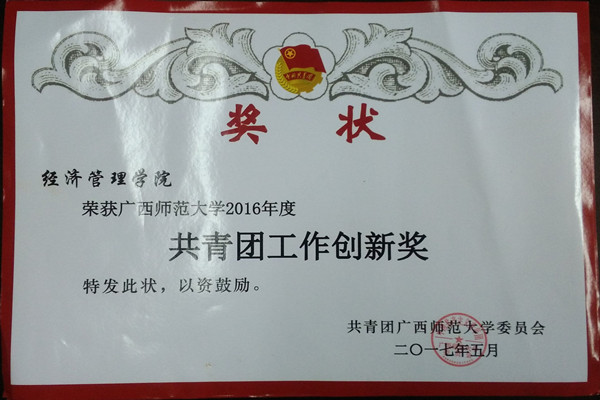 奖 状
经济管理学院
荣获广西师范大学2016年度
共青团工作创新奖
特发此状，以资鼓励。
共青团广西师范大学委员会
二〇一七年五月